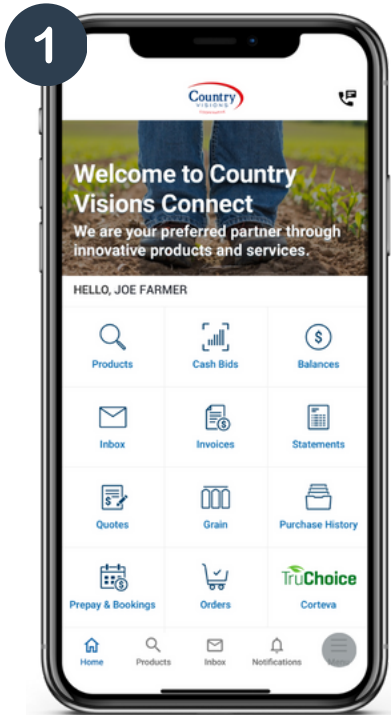 1
Country
VISIONS
Welcome to Country
Visions Connect
We are your preferred partner through
innovative products and services.
HELLO, JOE FARMER
Products
Cash Bids
Balances
Inbox
Invoices
Statements
Quotes
Grain
Purchase History
Prepay & Bookings
Orders
TruChoice
Corteva
Home
Products
Inbox
Notifications
Menu